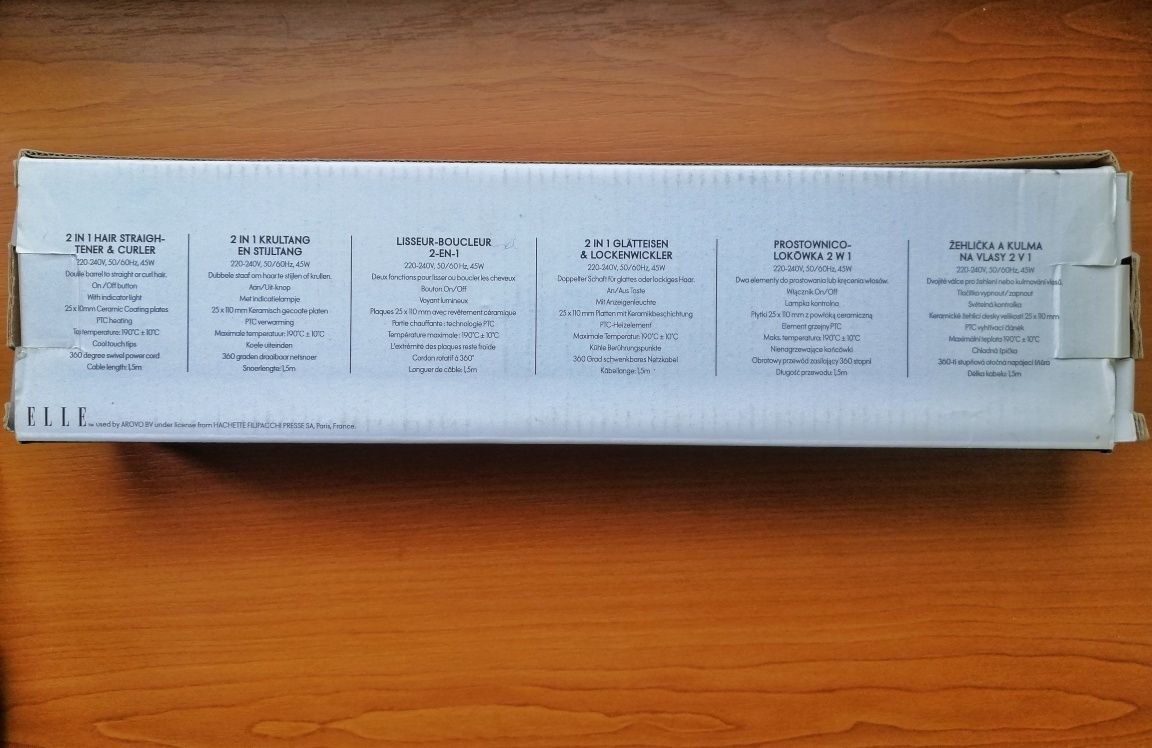 2 IN 1 HAIR STRAIGH-
TENER & CURLER
220-240V, 50/60Hz, 45W
Double barrel to straight or curl hair.
On/Off button
With indicator light
25 x 10mm Ceramic Coating plates
PTC heating
temperature: 190°C ± 10°C
Cool touch tips
360 degree swivel power cord
Cable length: 1,5m
2 IN 1 KRULTANG
EN STIJLTANG
220-240V, 50/60Hz, 45W
Dubbele staaf om haar te stijlen of krullen.
Aan/Uit-knop
Met indicatielampje
25 x 110 mm Keramisch gecoate platen
PTC verwarming
Maximale temperatuur: 190°C ± 10°C
Koele uiteinden
360 graden draaibaar netsnoer
Snoerlengte: 1,5m
LISSEUR-BOUCLEUR
2-EN-1
220-240V, 50/60 Hz, 45W
Deux fonctions pour lisser ou boucler les cheveux
Bouton On/Off
Voyant lumineux
Plaques 25 x 110 mm avec revêtement céramique
Partie chauffante : technologie PTC
Température maximale : 190°C ± 10°C
L'extrémité des plaques reste froide
Cordon rotatif à 360°
Longuer de câble: 1,5m
2 IN 1 GLÄTTEISEN
& LOCKENWICKLER
220-240V, 50/60Hz, 45W
Doppelter Schaft für glattes oder lockiges Haar.
An/Aus Taste
Mit Anzeigenleuchte
25 x 110 mm Platten mit Keramikbeschichtung
PTC-Heizelement
Maximale Temperatur: 190°C ± 10°C
Kühle Berührungspunkte
360 Grad schwenkbares Netzkabel
Kabellänge: 1,5m
PROSTOWNICO-
LOKÓWKA 2 W 1
220-240V, 50/60Hz, 45W
Dwa elementy do prostowania lub kręcenia włosów.
Włącznik On/Off
Lampka kontrolna
Płytki 25 x 110 mm z powłóką ceramiczną
Element grzejny PTC
Maks. temperatura: 190°C ± 10°C
Nienagrzewające końcówki
Obrotowy przewód zasilający 360 stopni
Długość przewodu: 1,5m
ŽEHLIČKA A KULMA
NA VLASY 2 V 1
220-240V, 50/60Hz, 45W
Dvojité válce pro žehlení nebo kulmování vlasů.
Tlačítko vypnout/zapnout
Světelná kontrolka
Keramické žehlicí desky velikosti 25 x 110 mm
PTC vyhřívací článek
Maximální teplota 190°C ± 10°C
Chladná špička
360-ti stupňová otočná napájecí šňůra
Délka kabelu: 1,5m
ELLE™ used by AROVO BV under license from HACHETTE FILIPACCHI PRESSE SA, Paris, France.